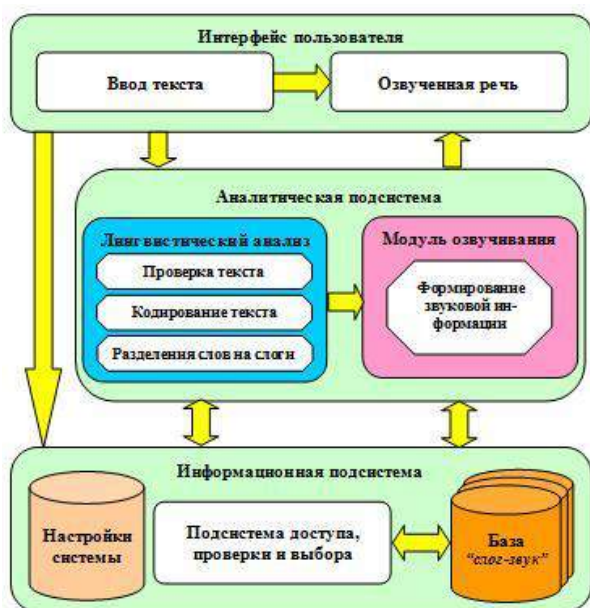 Интерфейс пользователя
Ввод текста
Озвученная речь
Аналитическая подсистема
Лингвистический анализ
Проверка текста
Кодирование текста
Разделения слов на слоги
Модуль озвучивания
Формирование
звуковой ин-
формации
Информационная подсистема
Настройки
системы
Подсистема доступа,
проверки и выбора
База
“слог-звук”